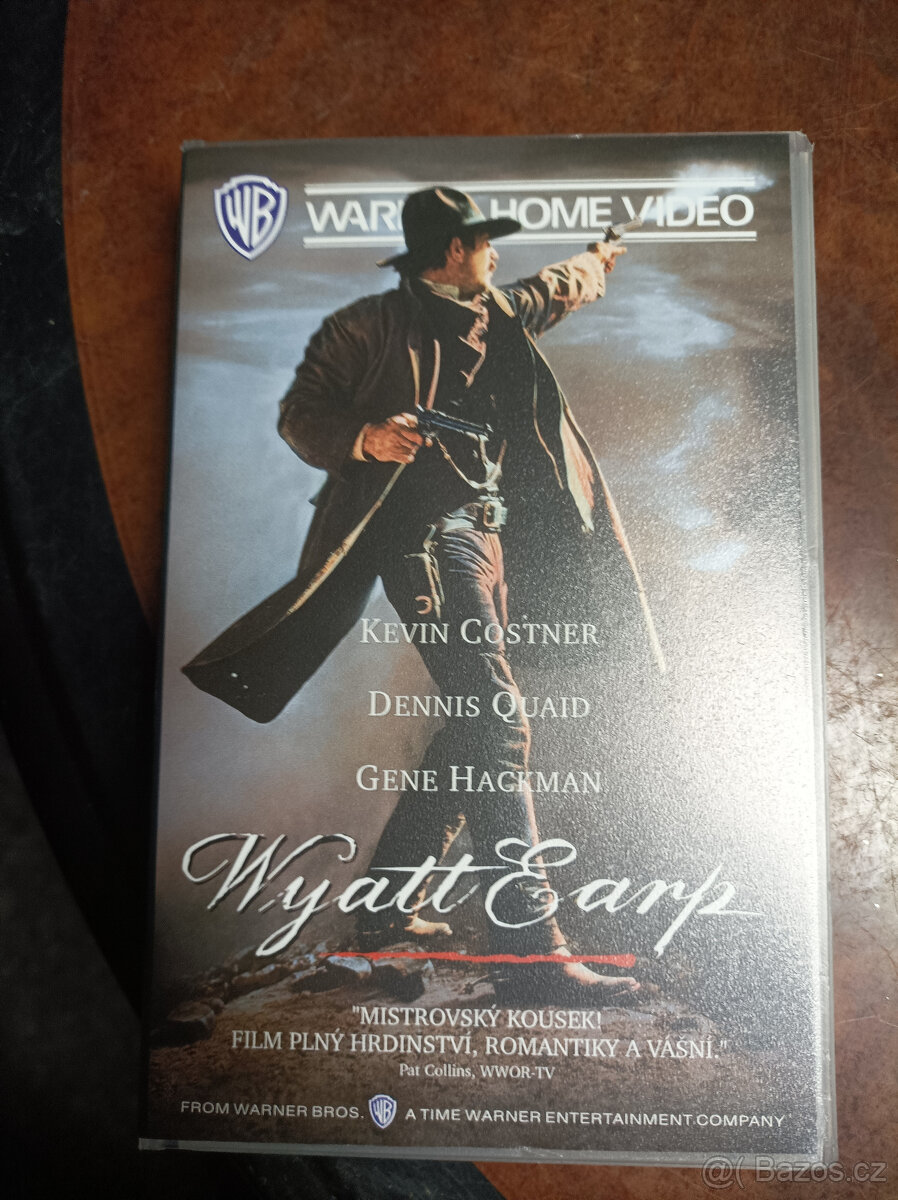 WB
WAR HOME VIDEO
KEVIN COSTNER
DENNIS QUAID
GENE HACKMAN
Wyatt Earp
"MISTROVSKÝ KOUSEK!
FILM PLNÝ HRDINSTVÍ, ROMANTIKY A VÁŠNÍ."
Pat Collins, WWOR-TV
FROM WARNER BROS. WB A TIME WARNER ENTERTAINMENT COMPANY
@( Bazos.cz